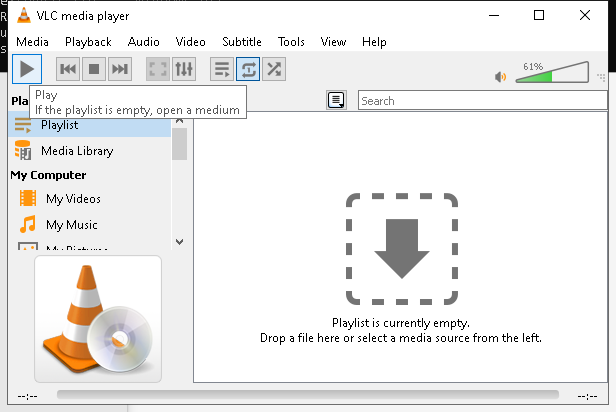 VLC media player
Media Playback Audio Video Subtitle Tools View Help
61%
Play
If the playlist is empty, open a medium
Search
Playlist
Media Library
My Computer
My Videos
My Music
Playlist is currently empty.
Drop a file here or select a media source from the left.
--:-- --:--